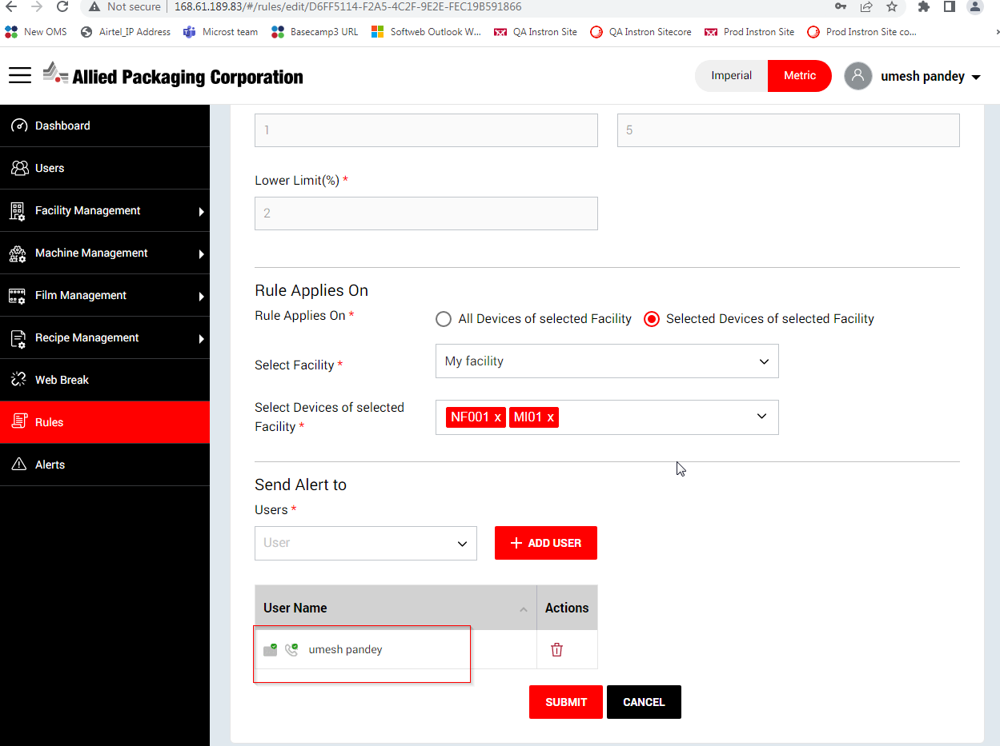 Not secure 168.61.189.83/#/rules/edit/D6FF5114-F2A5-4C2F-9E2E-FEC19B591866
New OMS Airtel_IP Address Microst team Basecamp3 URL Softweb Outlook W... QA Instron Site QA Instron Sitecore Prod Instron Site Prod Instron Site co...
Allied Packaging Corporation
Imperial Metric umesh pandey
Dashboard
Users
Facility Management
Machine Management
Film Management
Recipe Management
Web Break
Rules
Alerts
1 5
Lower Limit(%) *
2
Rule Applies On
Rule Applies On * All Devices of selected Facility Selected Devices of selected Facility
Select Facility * My facility
Select Devices of selected
Facility *
NF001 x MI01 x
Send Alert to
Users *
User + ADD USER
User Name Actions
umesh pandey
SUBMIT CANCEL